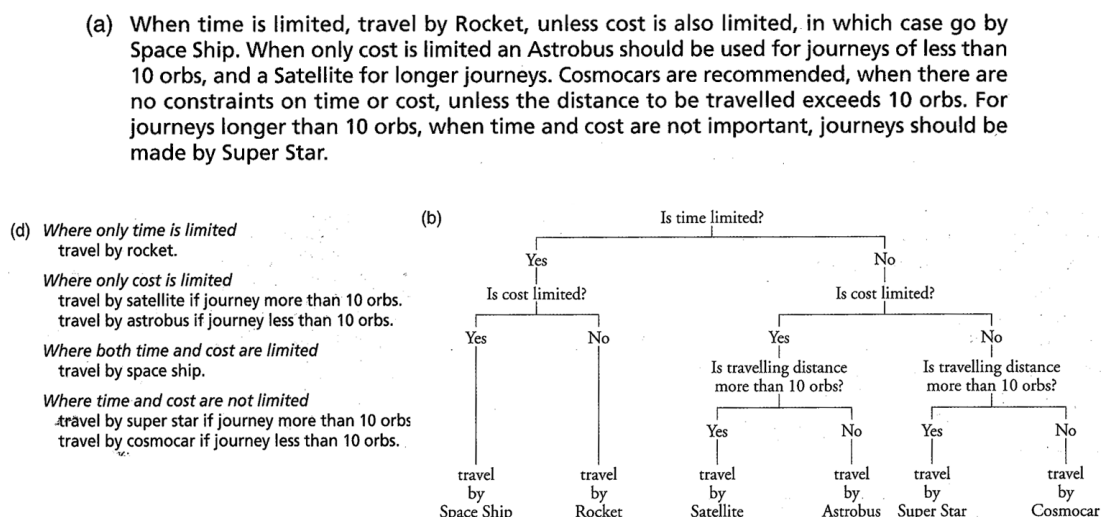 (a) When time is limited, travel by Rocket, unless cost is also limited, in which case go by
Space Ship. When only cost is limited an Astrobus should be used for journeys of less than
10 orbs, and a Satellite for longer journeys. Cosmocars are recommended, when there are
no constraints on time or cost, unless the distance to be travelled exceeds 10 orbs. For
journeys longer than 10 orbs, when time and cost are not important, journeys should be
made by Super Star.
(d) Where only time is limited
travel by rocket.
Where only cost is limited
travel by satellite if journey more than 10 orbs.
travel by astrobus if journey less than 10 orbs.
Where both time and cost are limited
travel by space ship.
Where time and cost are not limited
travel by super star if journey more than 10 orbs
travel by cosmocar if journey less than 10 orbs.
(b)
Is time limited?
Yes No
Is cost limited? Is cost limited?
Yes No Yes No
Is travelling distance Is travelling distance
more than 10 orbs? more than 10 orbs?
Yes No Yes No
travel travel travel travel travel travel
by by by by by by
Space Ship Rocket Satellite Astrobus Super Star Cosmocar